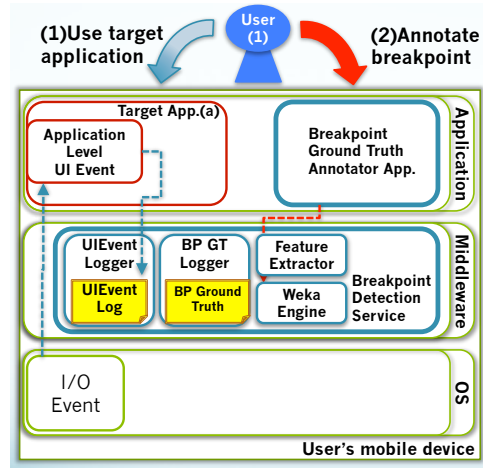 User
(1)
(1)Use target
application
(2)Annotate
breakpoint
Target App.(a)
Application
Level
UI Event
Breakpoint
Ground Truth
Annotator App.
Application
UIEvent
Logger
UIEvent
Log
BP GT
Logger
BP Ground
Truth
Feature
Extractor
Weka
Engine
Breakpoint
Detection
Service
Middleware
I/O
Event
OS
User's mobile device